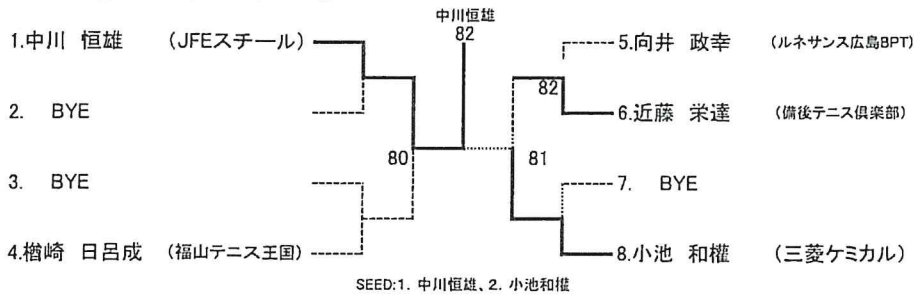 中川恒雄
82
1.中川 恒雄 (JFEスチール)
2. BYE
3. BYE
4.楢崎 日呂成 (福山テニス王国)
80
5.向井 政幸 (ルネサンス広島BPT)
82
6.近藤 栄達 (備後テニス倶楽部)
81
7. BYE
8.小池 和權 (三菱ケミカル)
SEED:1. 中川恒雄、2. 小池和權